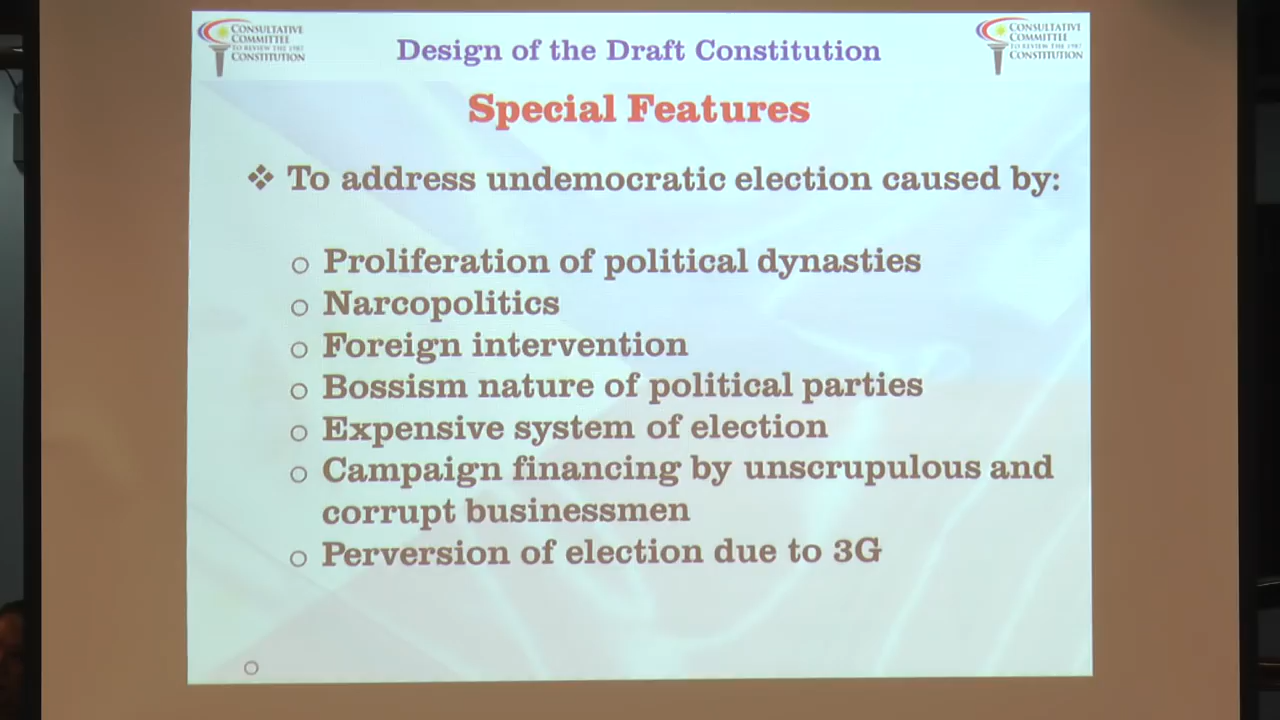 CONSULTATIVE
COMMITTEE
TO REVIEW THE 1987
CONSTITUTION
Design of the Draft Constitution
CONSULTATIVE
COMMITTEE
TO REVIEW THE 1987
CONSTITUTION
Special Features
❖ To address undemocratic election caused by:
○ Proliferation of political dynasties
○ Narcopolitics
○ Foreign intervention
○ Bossism nature of political parties
○ Expensive system of election
○ Campaign financing by unscrupulous and
corrupt businessmen
○ Perversion of election due to 3G